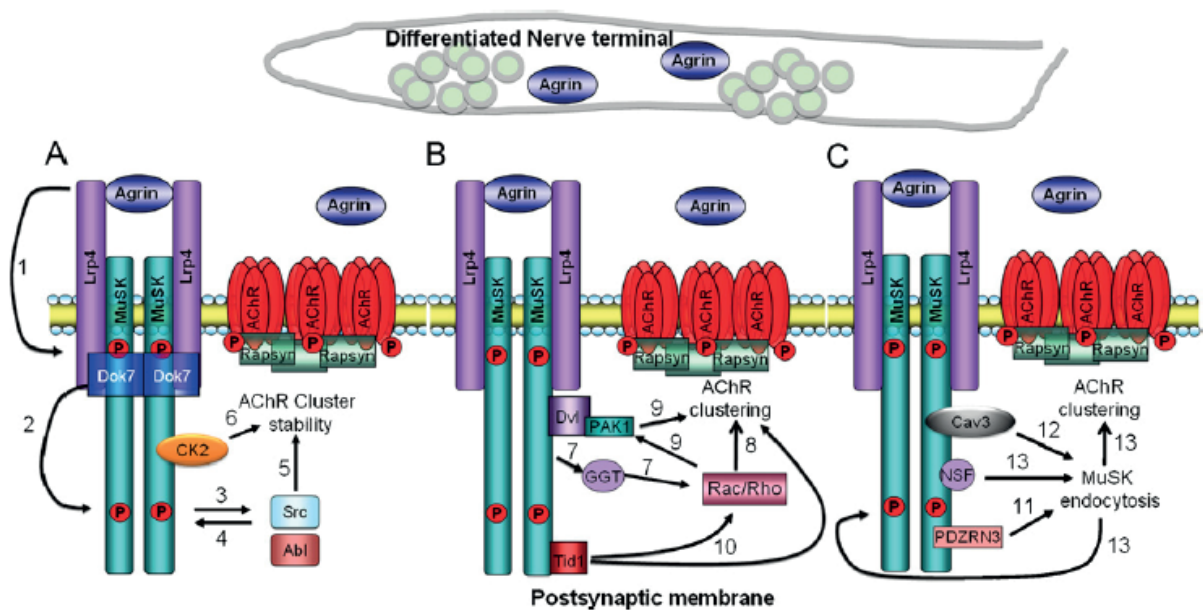 Differentiated Nerve terminal
Agrin
Agrin
A
B
C
Agrin
Agrin
Agrin
Agrin
Agrin
Agrin
1
Lrp4
Lrp4
MuSK
MuSK
AChR
AChR
AChR
P
P
P
P
P
Rapsyn
Rapsyn
Dok7
Dok7
2
AChR Cluster
stability
6
CK2
5
3
4
P
P
Src
Abl
Lrp4
Lrp4
MuSK
MuSK
AChR
AChR
AChR
P
P
P
P
P
Rapsyn
Rapsyn
AChR
clustering
Dvl
PAK1
9
9
8
7
7
GGT
Rac/Rho
P
P
10
Tid1
Lrp4
Lrp4
MuSK
MuSK
AChR
AChR
AChR
P
P
P
P
P
Rapsyn
Rapsyn
AChR
clustering
Cav3
12
13
NSF
13
MuSK
endocytosis
P
P
11
PDZRN3
13
Postsynaptic membrane